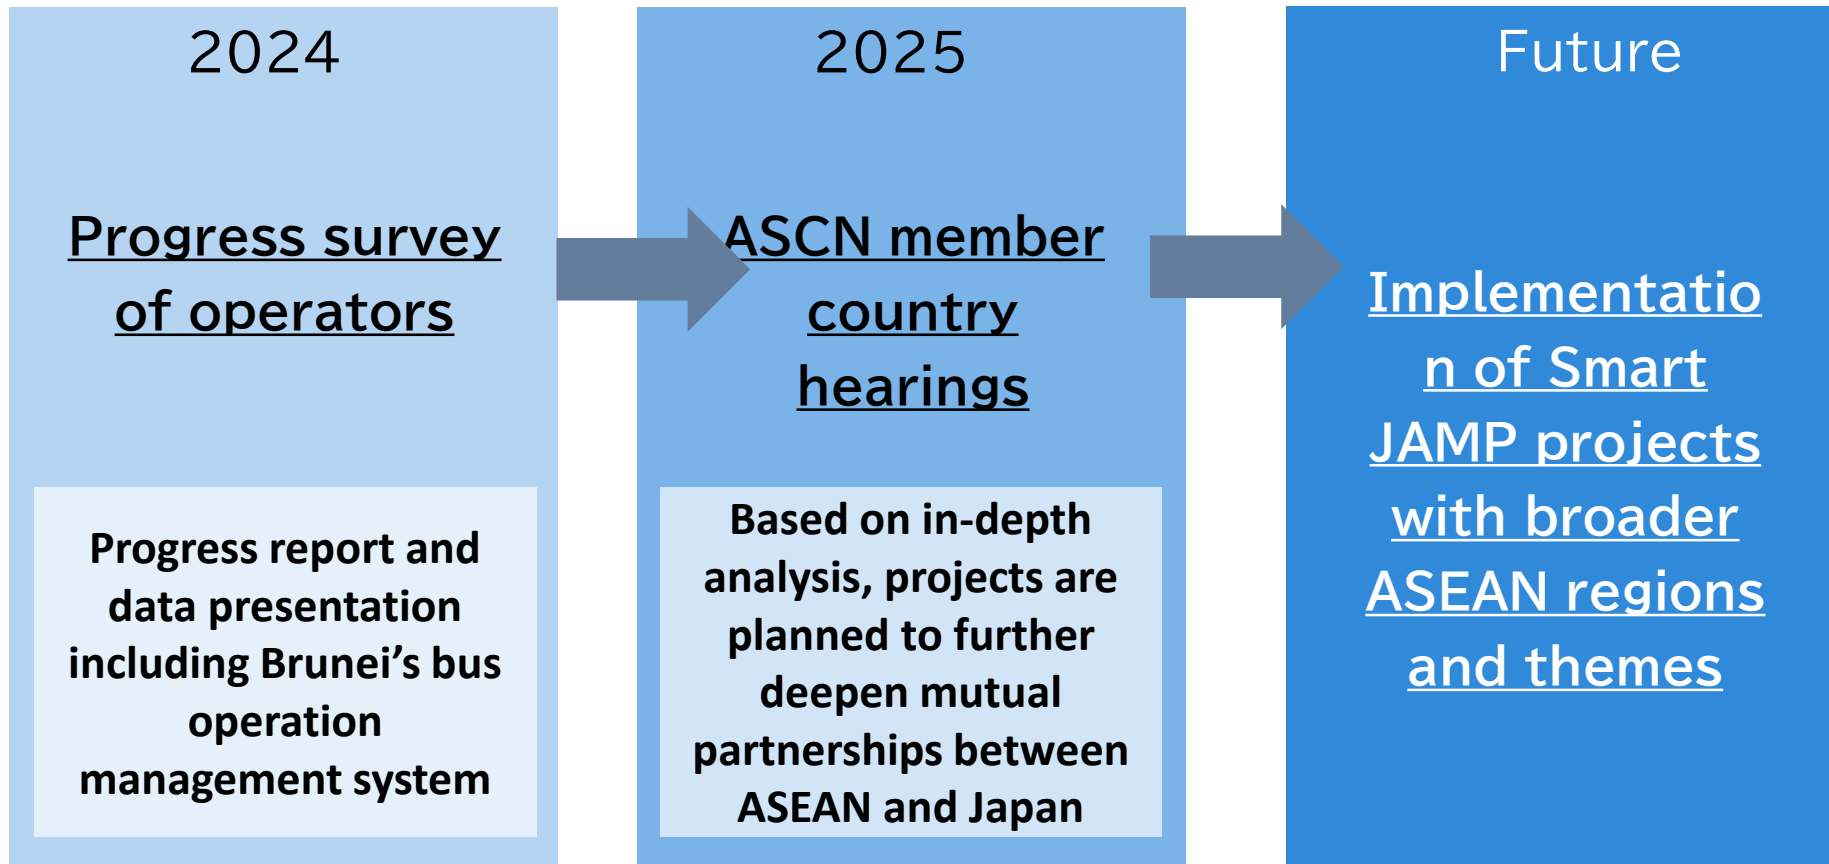 2024
Progress survey
of operators
Progress report and
data presentation
including Brunei’s bus
operation
management system
2025
ASCN member
country
hearings
Based on in-depth
analysis, projects are
planned to further
deepen mutual
partnerships between
ASEAN and Japan
Future
Implementatio
n of Smart
JAMP projects
with broader
ASEAN regions
and themes